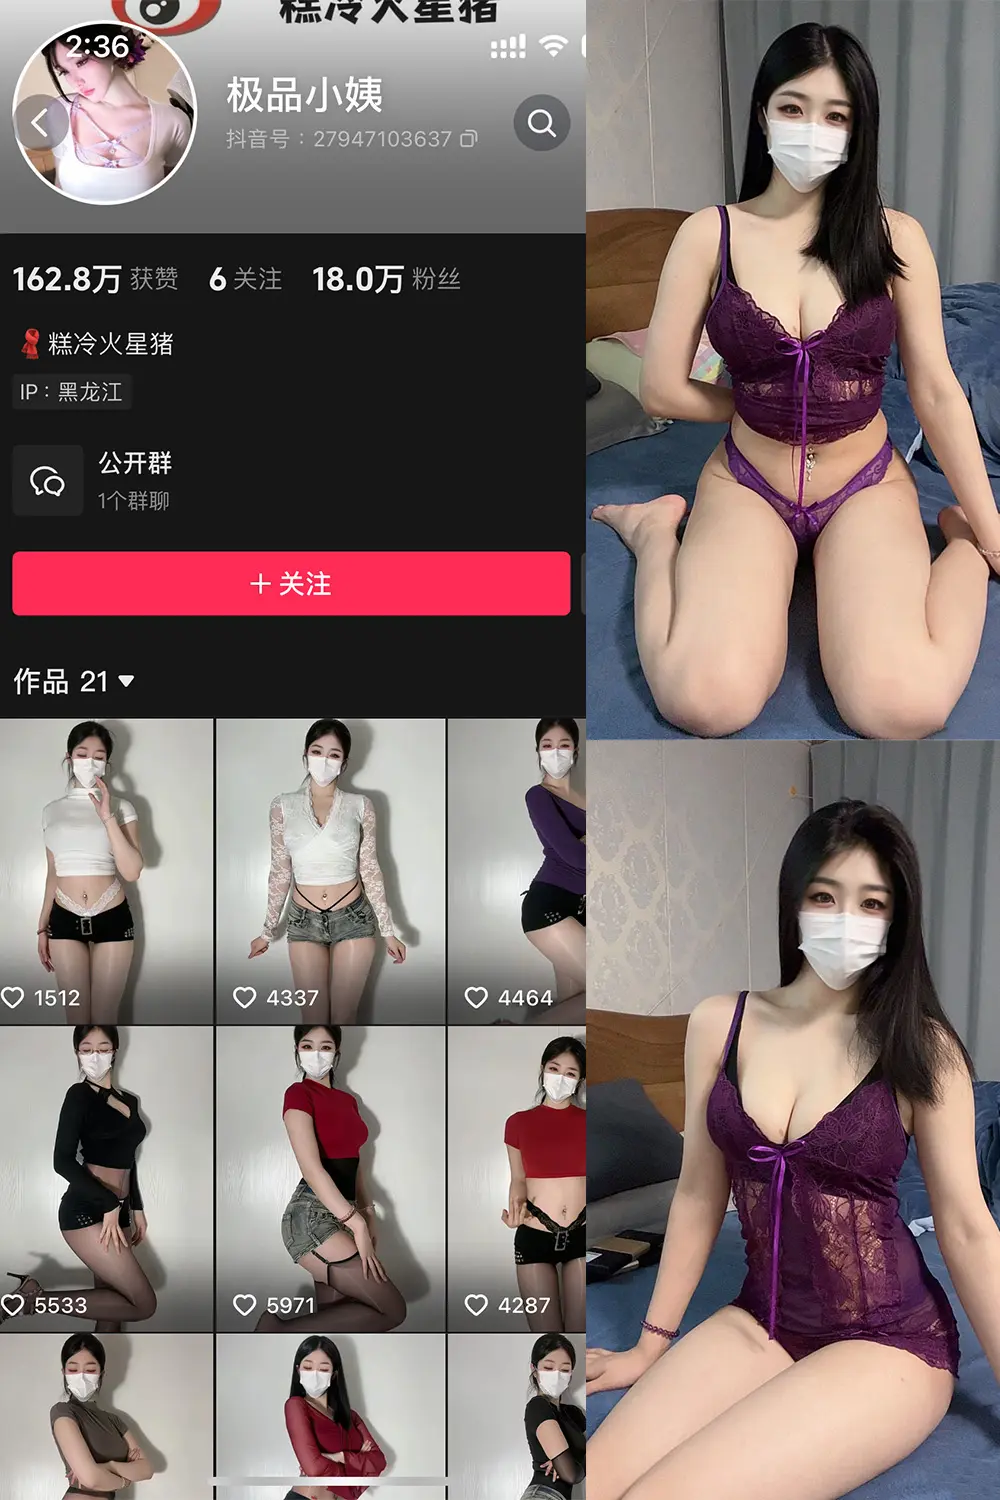 糕冷火星猪
2:36
极品小姨
抖音号：27947103637
162.8万 获赞 6 关注 18.0万 粉丝
糕冷火星猪
IP：黑龙江
公开群
1个群聊
+ 关注
作品 21
1512
4337
4464
5533
5971
4287